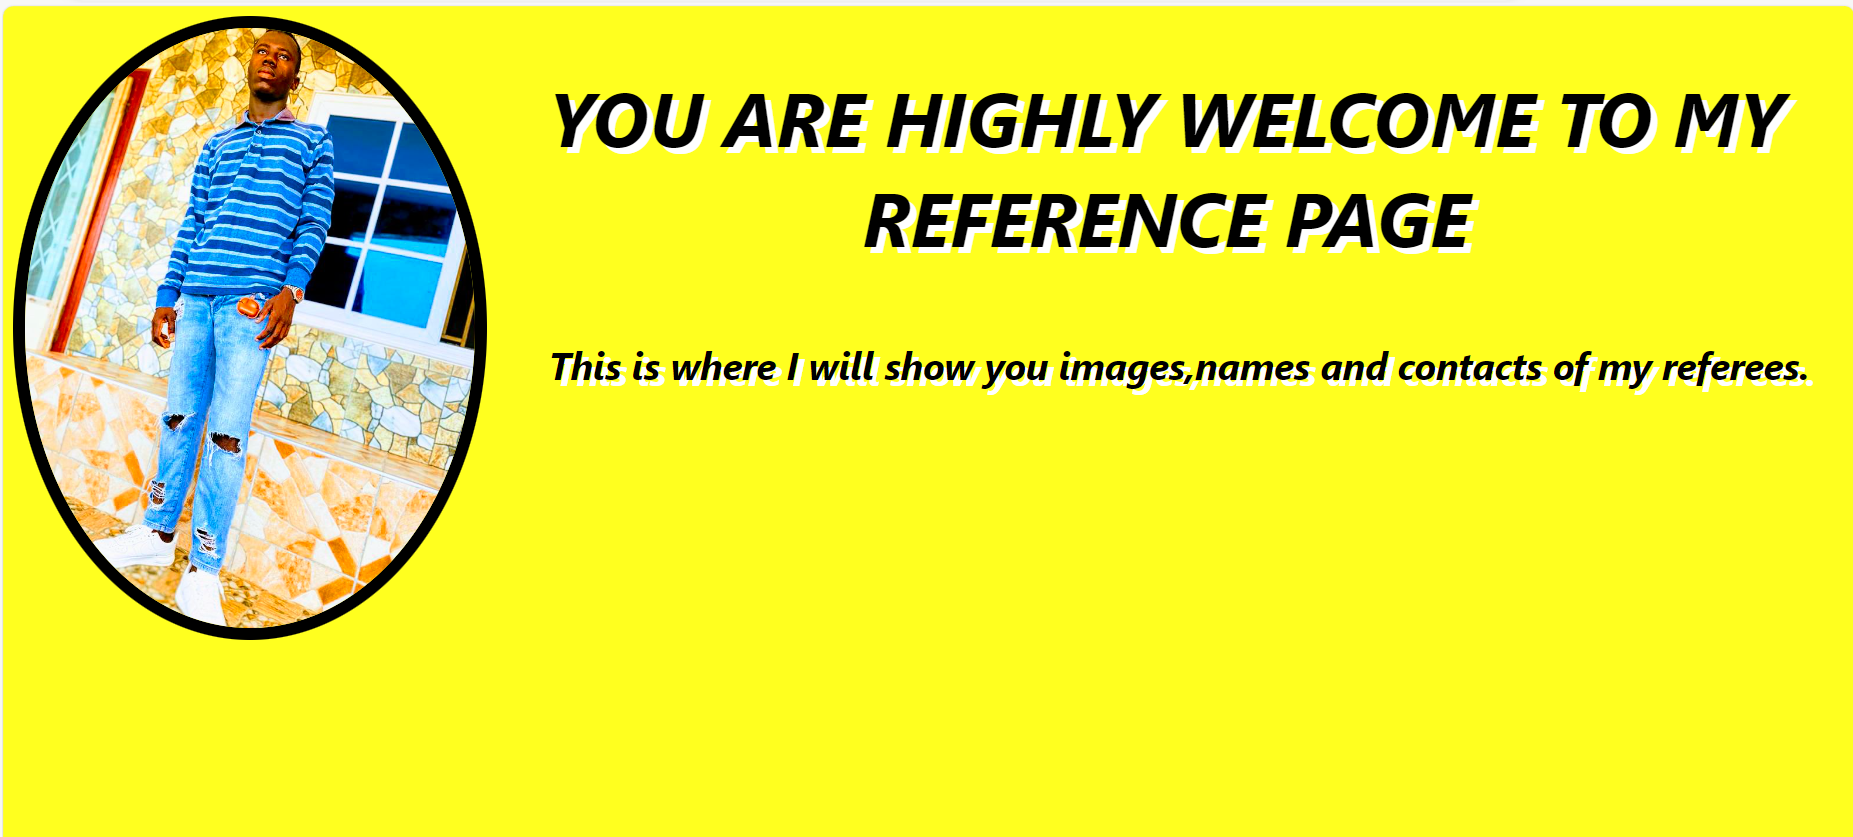 YOU ARE HIGHLY WELCOME TO MY
REFERENCE PAGE
This is where I will show you images,names and contacts of my referees.